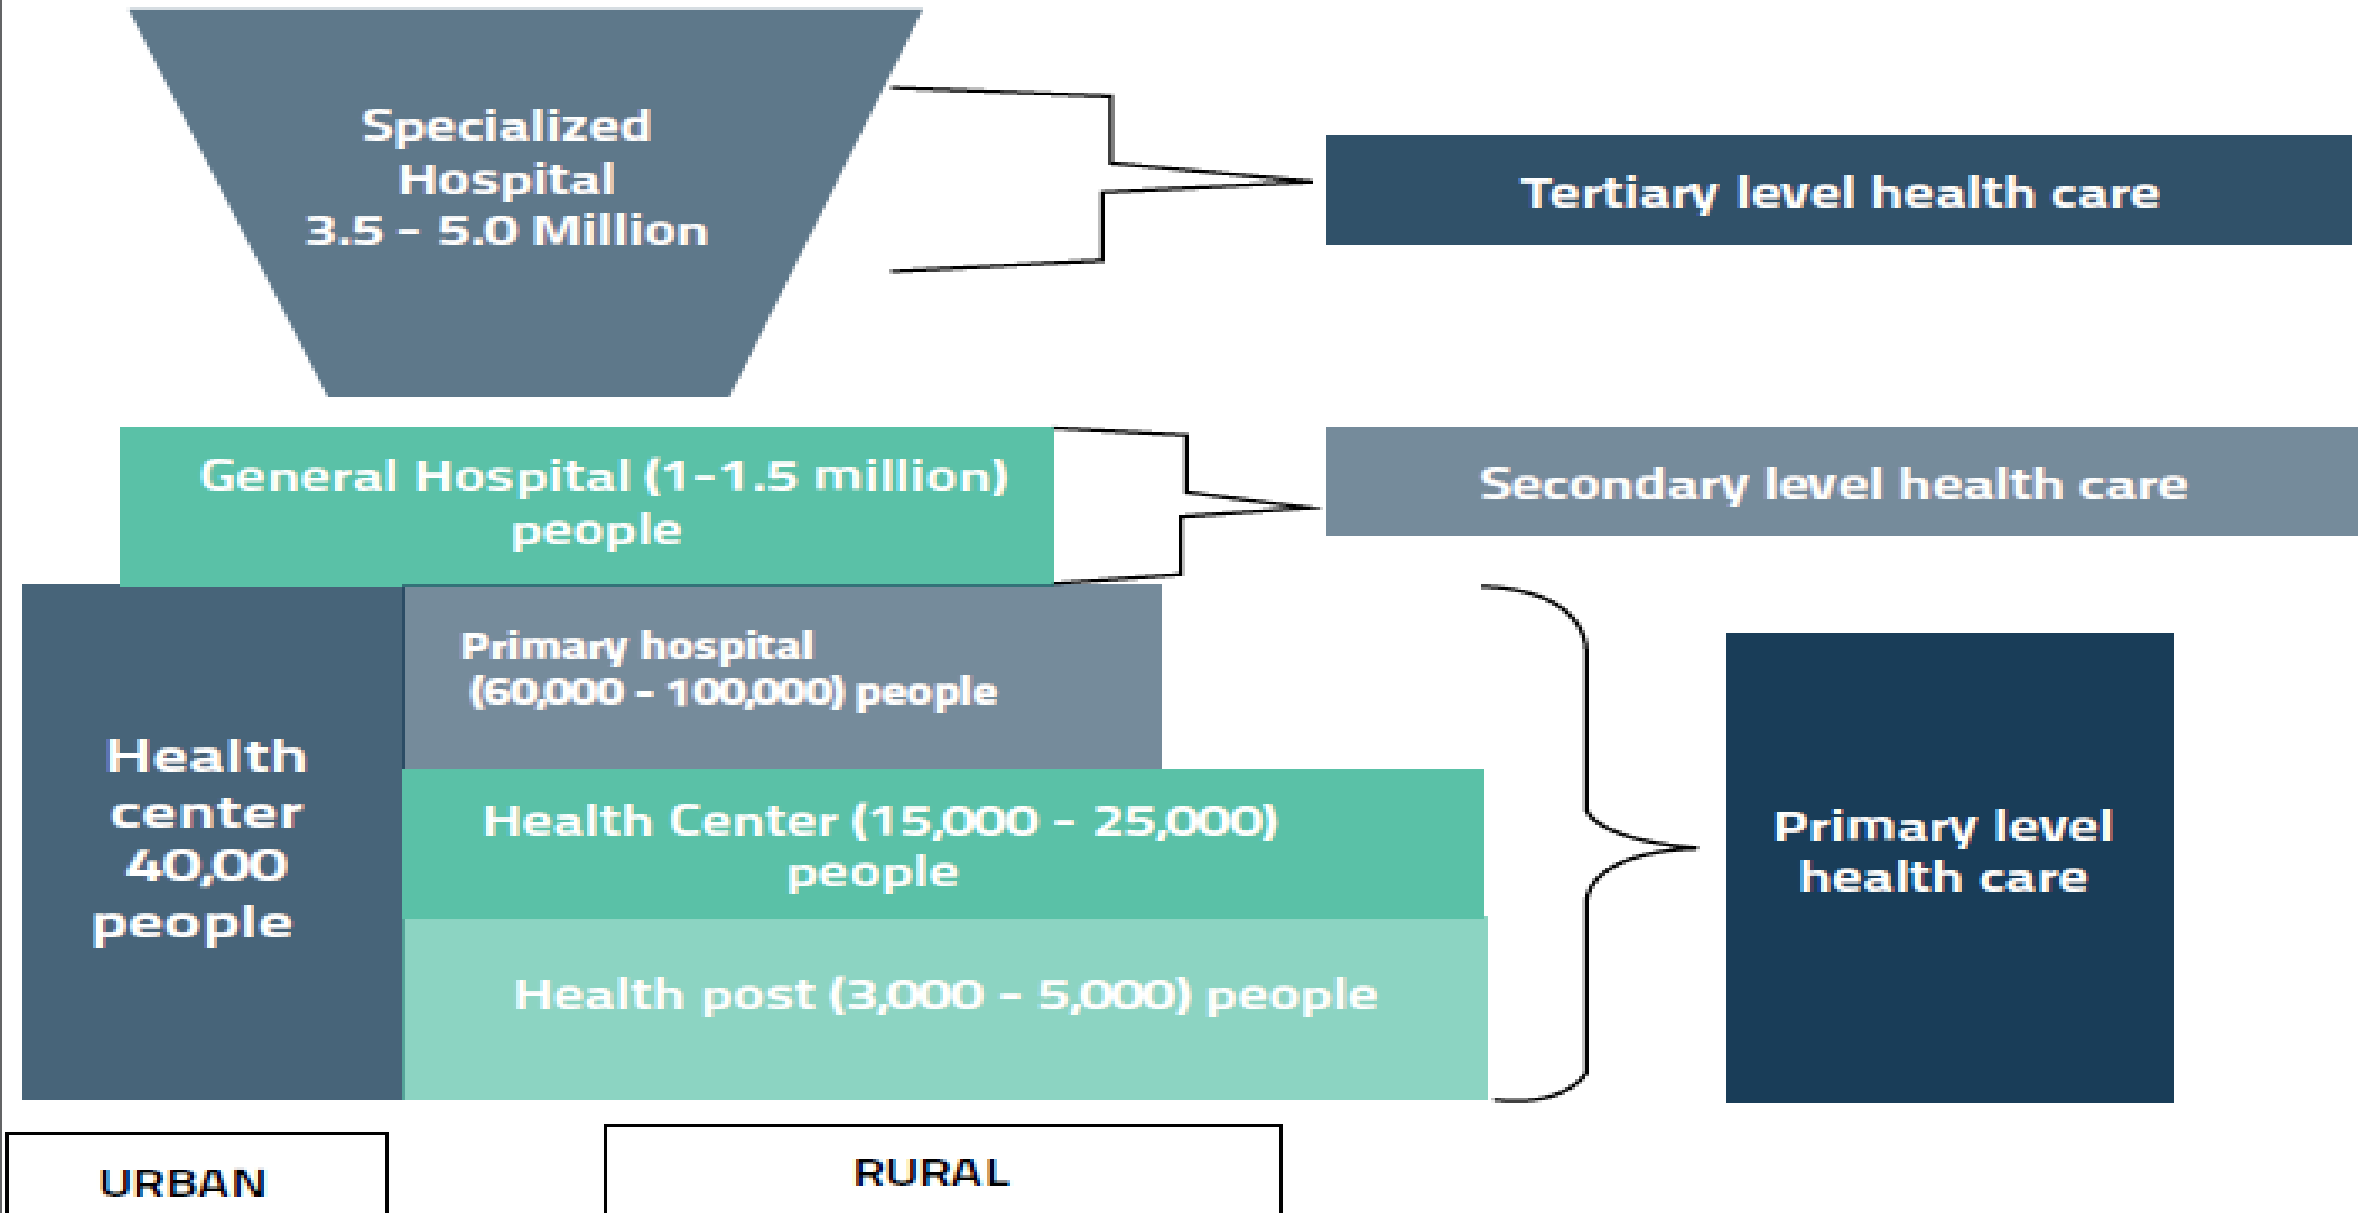 Specialized
Hospital
3.5 - 5.0 Million
Tertiary level health care
General Hospital (1-1.5 million)
people
Secondary level health care
Primary hospital
(60,000 - 100,000) people
Health
center
40,00
people
Health Center (15,000 - 25,000)
people
Primary level
health care
Health post (3,000 - 5,000) people
URBAN
RURAL